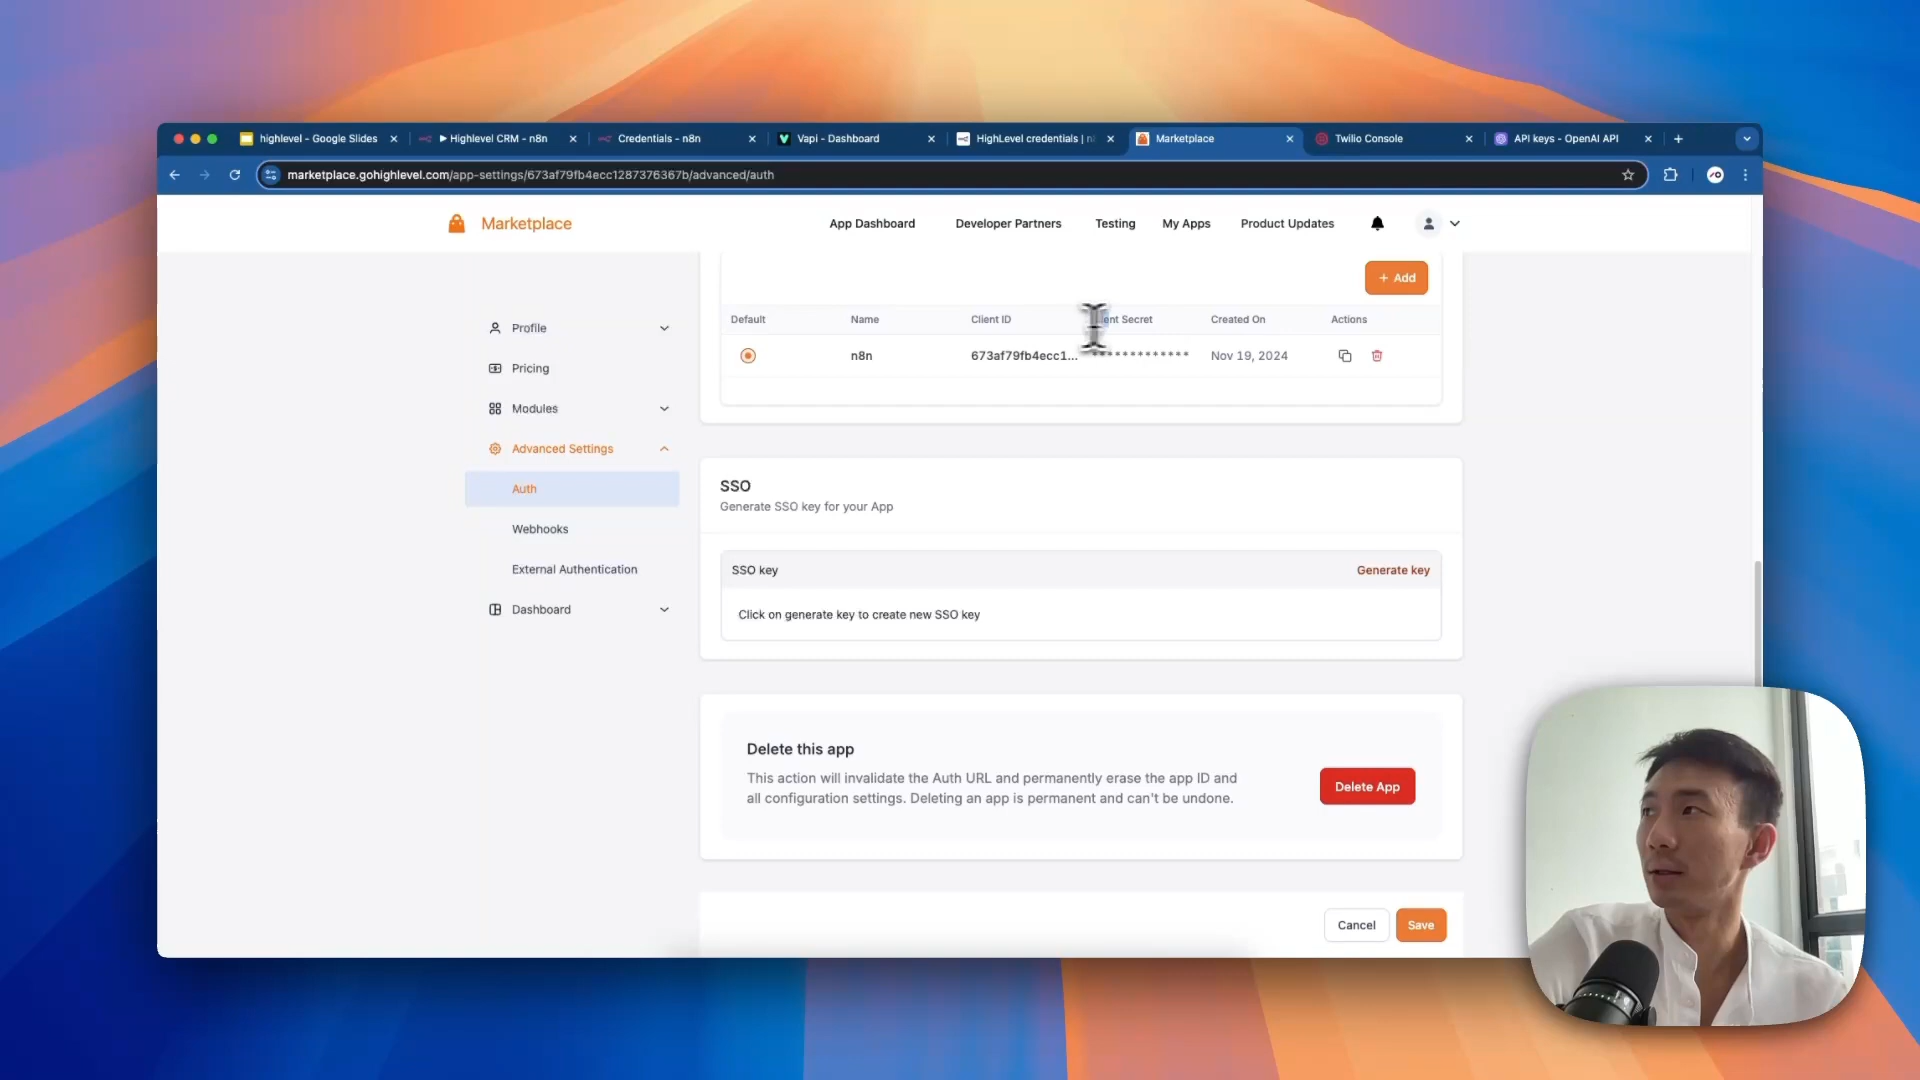 highlevel - Google Slides
Highlevel CRM - n8n
Credentials - n8n
Vapi - Dashboard
HighLevel credentials | n
Marketplace
Twilio Console
API keys - OpenAI API
marketplace.gohighlevel.com/app-settings/673af79fb4ecc1287376367b/advanced/auth
Marketplace
App Dashboard
Developer Partners
Testing
My Apps
Product Updates
+ Add
Default
Name
Client ID
ent Secret
Created On
Actions
n8n
673af79fb4ecc1...
*************
Nov 19, 2024
Profile
Pricing
Modules
Advanced Settings
Auth
Webhooks
External Authentication
Dashboard
SSO
Generate SSO key for your App
SSO key
Generate key
Click on generate key to create new SSO key
Delete this app
This action will invalidate the Auth URL and permanently erase the app ID and
all configuration settings. Deleting an app is permanent and can't be undone.
Delete App
Cancel
Save